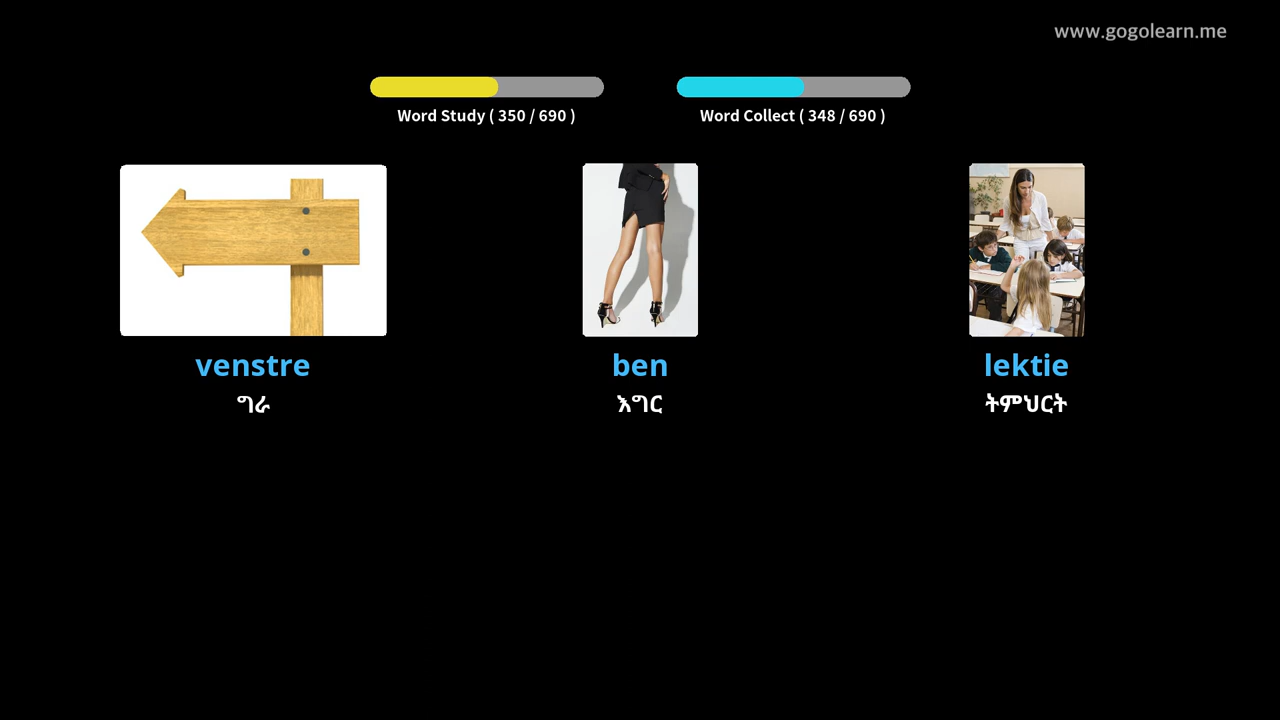 www.gogolearn.me
Word Study ( 350 / 690 )
Word Collect ( 348 / 690 )
venstre
ben
lektie
ግራ
እግር
ትምህርት